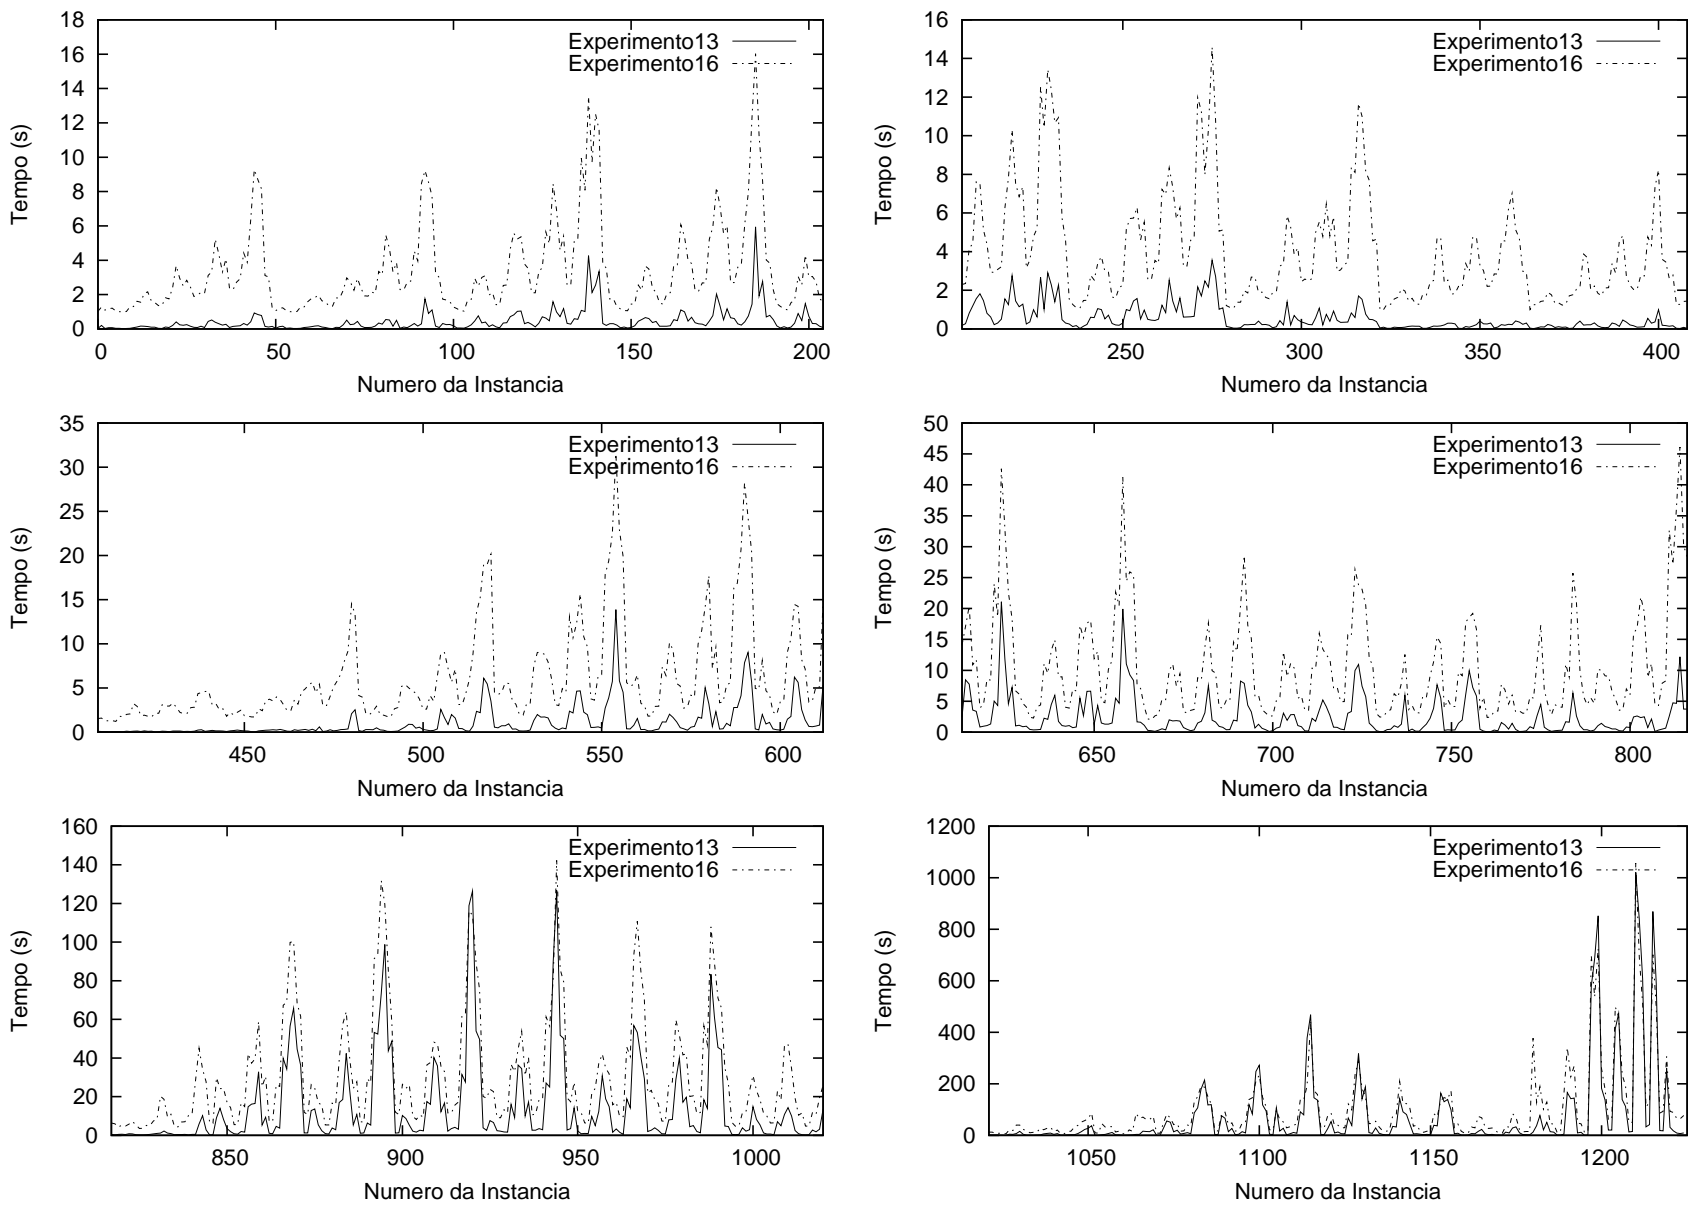 18
16
14
12
10
8
6
4
2
0
0 50 100 150 200
Tempo (s)
Numero da Instancia
Experimento13
Experimento16
16
14
12
10
8
6
4
2
0
250 300 350 400
Tempo (s)
Numero da Instancia
Experimento13
Experimento16
35
30
25
20
15
10
5
0
450 500 550 600
Tempo (s)
Numero da Instancia
Experimento13
Experimento16
50
45
40
35
30
25
20
15
10
5
0
650 700 750 800
Tempo (s)
Numero da Instancia
Experimento13
Experimento16
160
140
120
100
80
60
40
20
0
850 900 950 1000
Tempo (s)
Numero da Instancia
Experimento13
Experimento16
1200
1000
800
600
400
200
0
1050 1100 1150 1200
Tempo (s)
Numero da Instancia
Experimento13
Experimento16